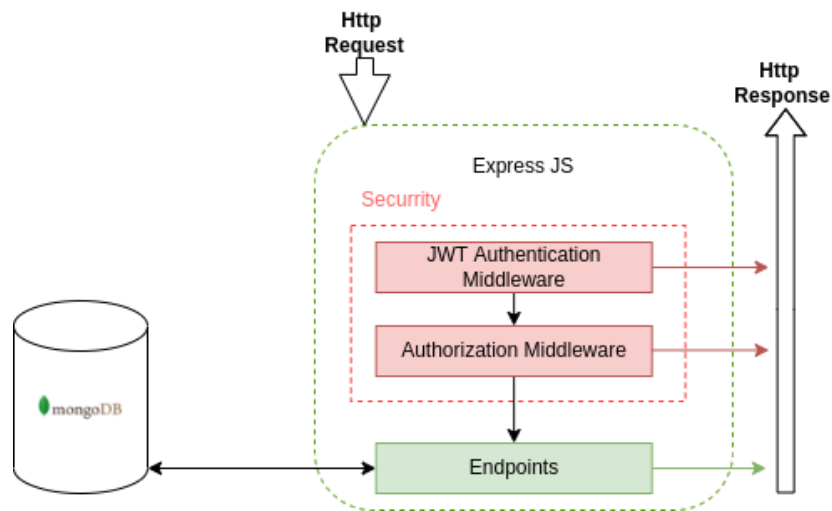 Http
Request
Http
Response
Express JS
Securrity
JWT Authentication
Middleware
Authorization Middleware
mongoDB
Endpoints